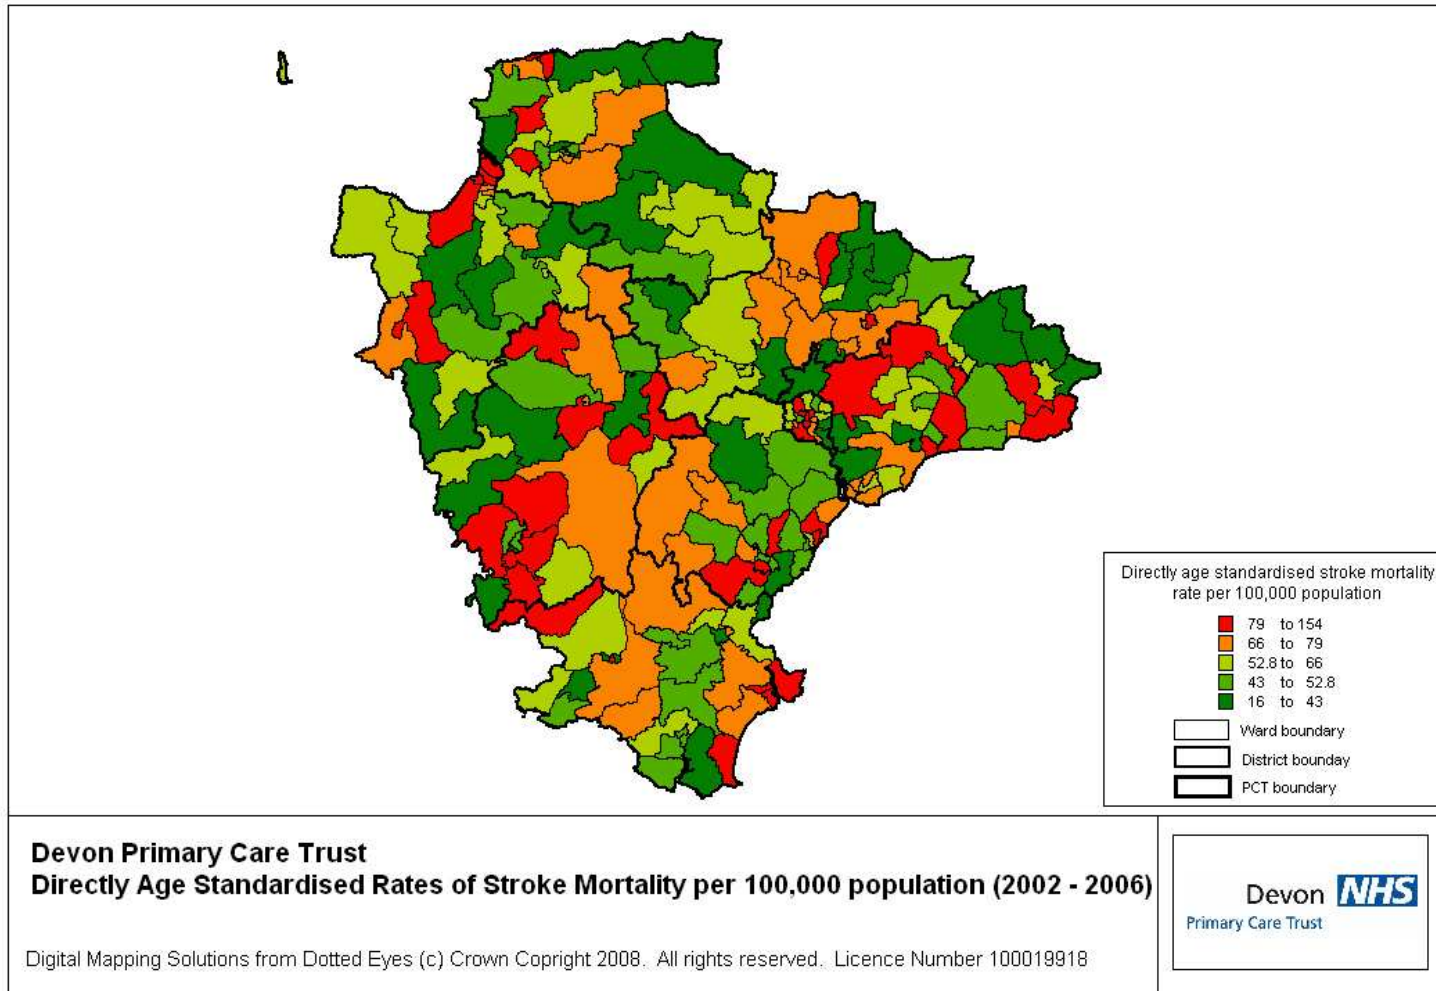 Directly age standardised stroke mortality
rate per 100,000 population
79 to 154
66 to 79
52.8 to 66
43 to 52.8
16 to 43
Ward boundary
District bounday
PCT boundary
Devon Primary Care Trust
Directly Age Standardised Rates of Stroke Mortality per 100,000 population (2002 - 2006)
Digital Mapping Solutions from Dotted Eyes (c) Crown Copright 2008. All rights reserved. Licence Number 100019918
Devon NHS
Primary Care Trust